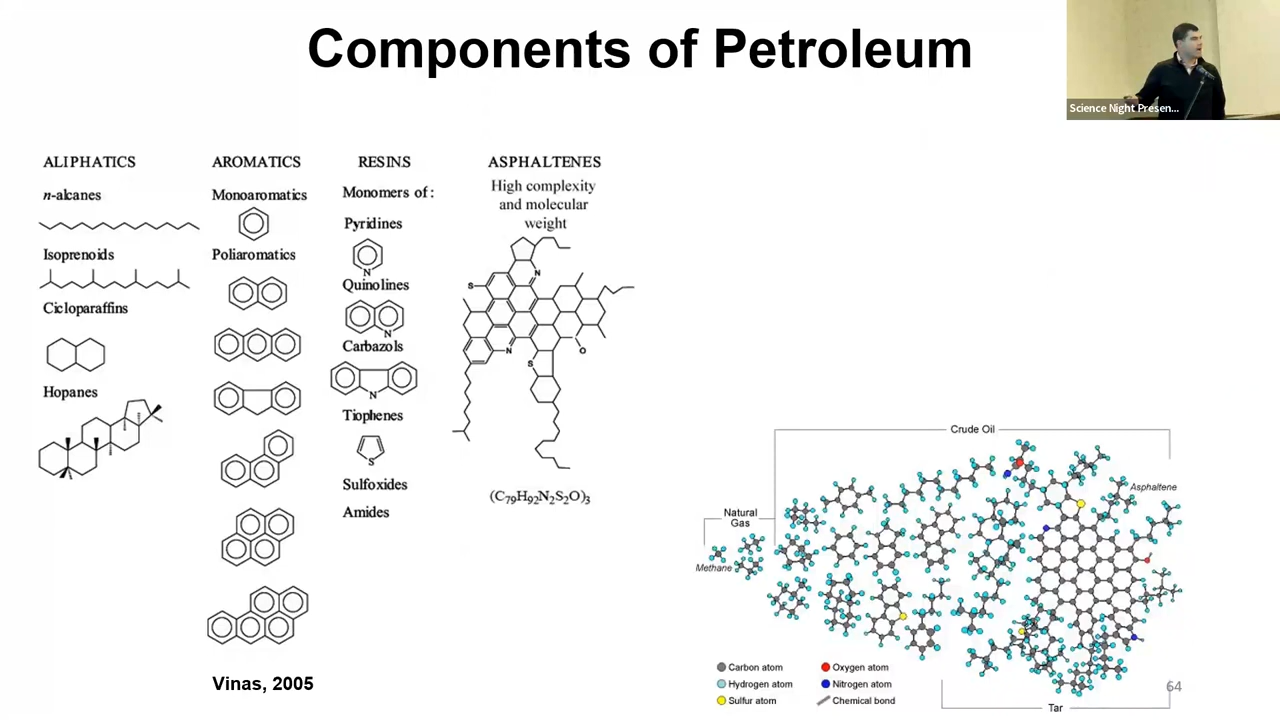 Components of Petroleum
Science Night Presen...
ALIPHATICS
n-alcanes
Isoprenoids
Cicloparaffins
Hopanes
AROMATICS
Monoaromatics
Poliaromatics
RESINS
Monomers of:
Pyridines
N
Quinolines
N
Carbazols
N
Tiophenes
S
Sulfoxides
Amides
ASPHALTENES
High complexity
and molecular
weight
N
S
N
O
S
(C79H92N2S2O)3
Vinas, 2005
Crude Oil
Asphaltene
Natural
Gas
Methane
Carbon atom
Hydrogen atom
Sulfur atom
Oxygen atom
Nitrogen atom
Chemical bond
64
Tar